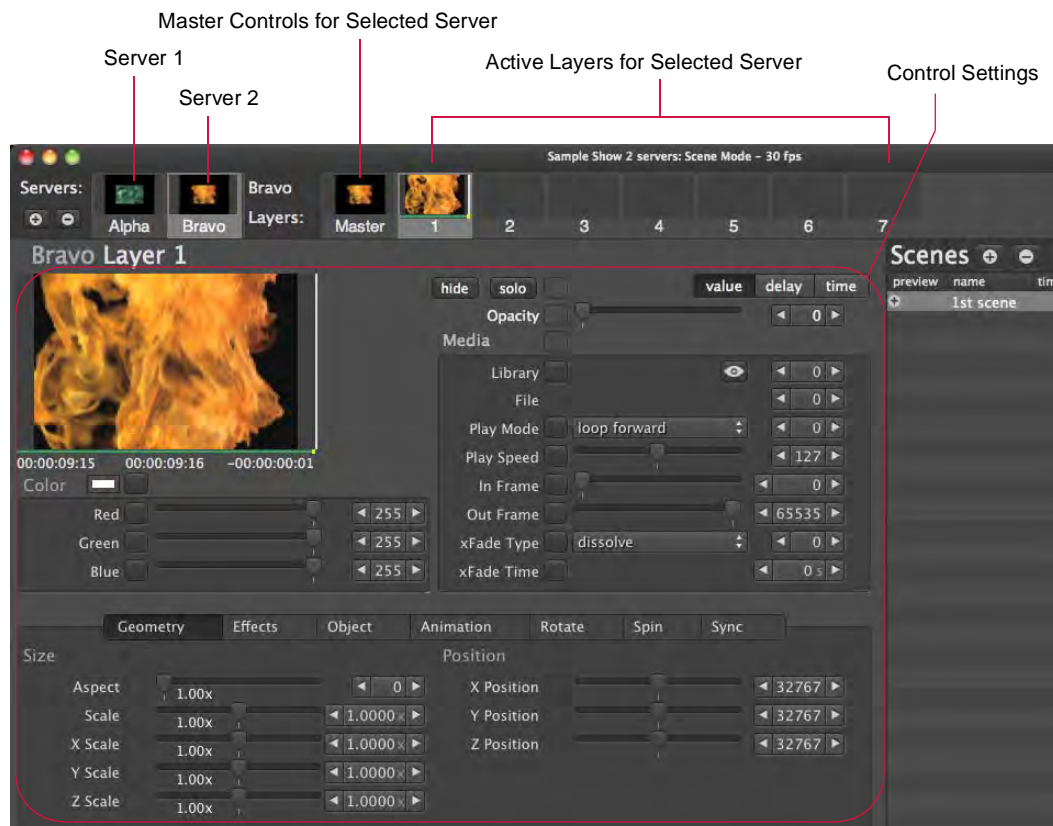 Master Controls for Selected Server
Server 1
Active Layers for Selected Server
Control Settings
Server 2
Sample Show 2 servers: Scene Mode – 30 fps
Servers:
Alpha
Bravo
Bravo
Layers:
Master
1
2
3
4
5
6
7
Bravo Layer 1
Scenes
preview name
1st scene
hide solo
value delay time
Opacity 0
Media
Library 0
File 0
Play Mode loop forward 0
Play Speed 127
In Frame 0
Out Frame 65535
xFade Type dissolve 0
xFade Time 0 s
00:00:09:15 00:00:09:16 -00:00:00:01
Color
Red 255
Green 255
Blue 255
Geometry Effects Object Animation Rotate Spin Sync
Size
Aspect 1.00x 0
Scale 1.00x 1.0000x
X Scale 1.00x 1.0000x
Y Scale 1.00x 1.0000x
Z Scale 1.00x 1.0000x
Position
X Position 32767
Y Position 32767
Z Position 32767